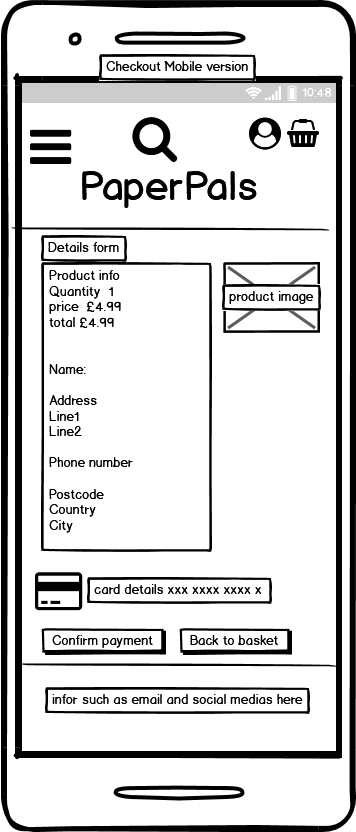 Checkout Mobile version
10:48
PaperPals
Details form
Product info
Quantity 1
price £4.99
total £4.99
product image
Name:
Address
Line1
Line2
Phone number
Postcode
Country
City
card details xxx xxxx xxxx x
Confirm payment
Back to basket
infor such as email and social medias here